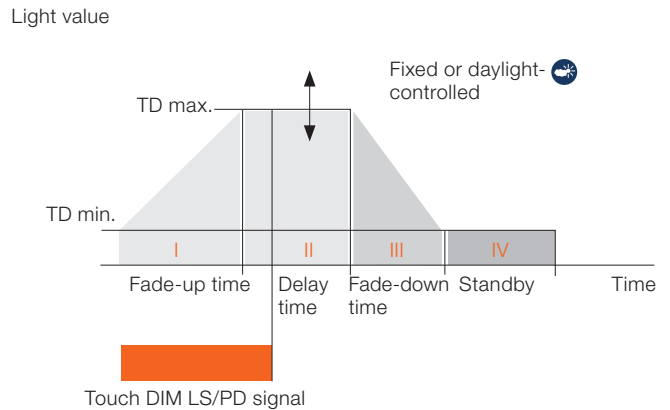 Light value
Fixed or daylight-
controlled
TD max.
TD min.
I
II
III
IV
Fade-up time
Delay
time
Fade-down
time
Standby
Time
Touch DIM LS/PD signal